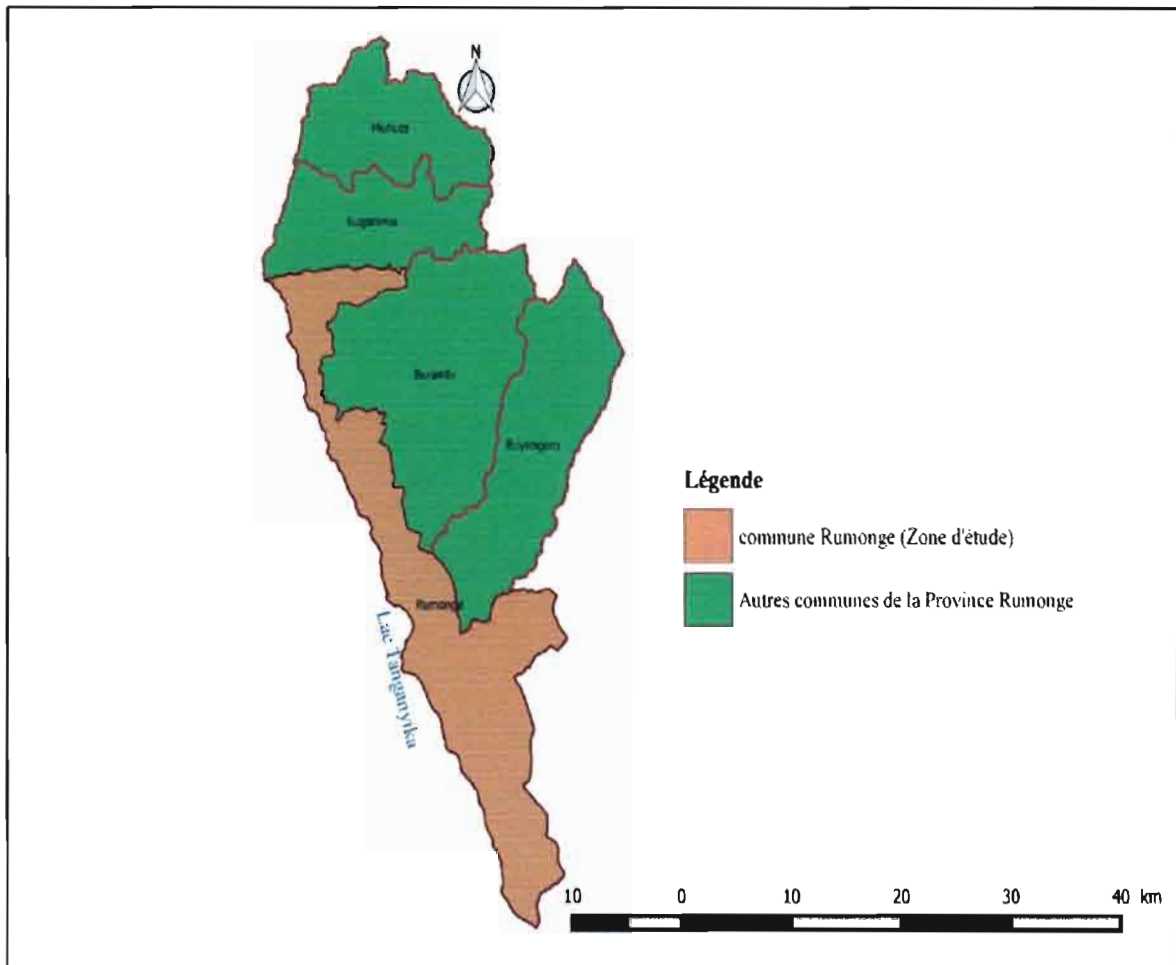 N
Rumonge
Lac Tanganyika
Légende
commune Rumonge (Zone d'étude)
Autres communes de la Province Rumonge
10 0 10 20 30 40 km